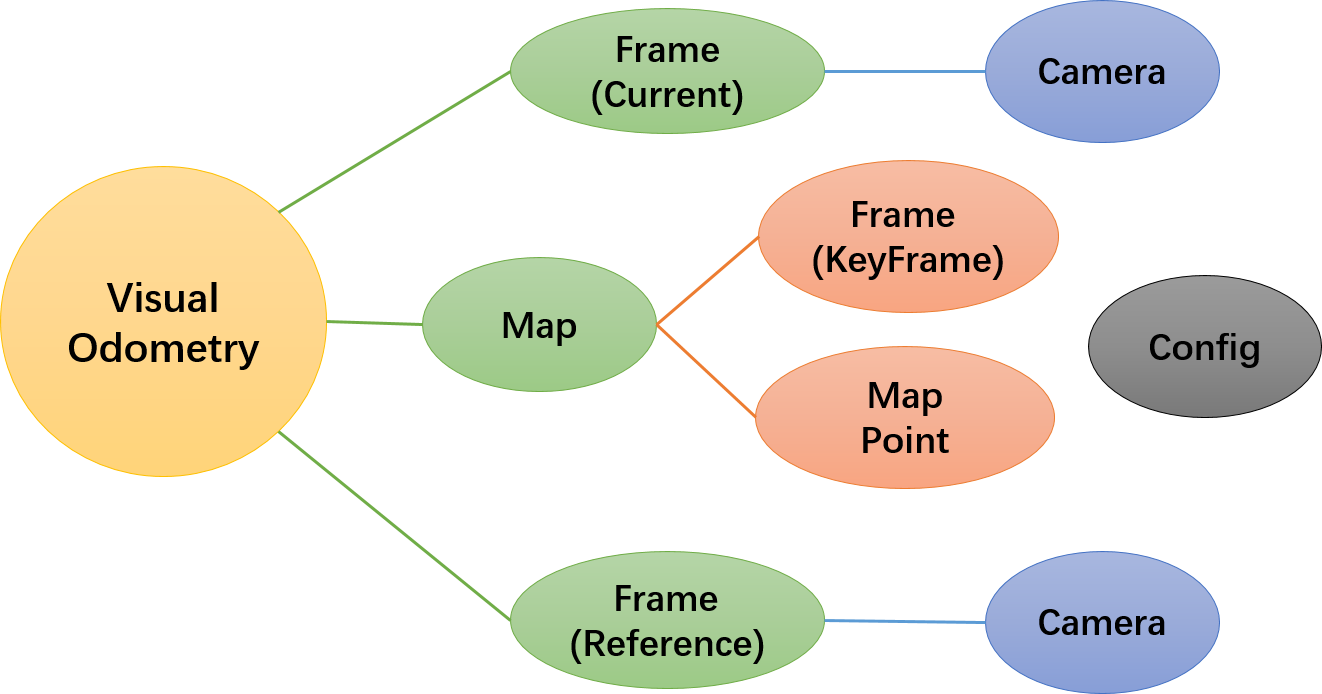 Frame
(Current)
Camera
Frame
(KeyFrame)
Visual
Odometry
Map
Config
Map
Point
Frame
(Reference)
Camera